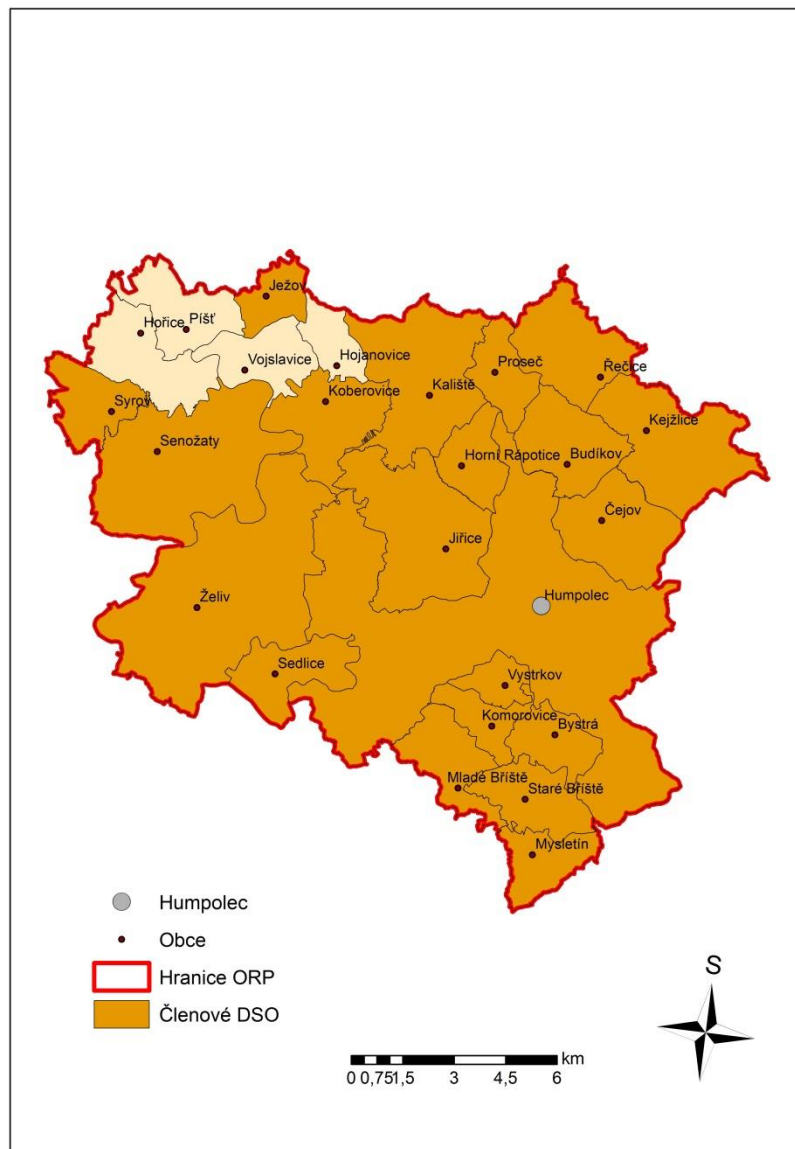 Ježov
Hořice
Píšť
Vojslavice
Hojanovice
Proseč
Řečice
Kaliště
Koberovice
Syrov
Kejžlice
Senožaty
Horní Rápotice
Budíkov
Čejov
Jiřice
Humpolec
Želiv
Sedlice
Vystrkov
Komorovice
Bystrá
Mladé Bříště
Staré Bříště
Mysletín
Humpolec
Obce
Hranice ORP
Členové DSO
S
km
0 0,75 1,5 3 4,5 6